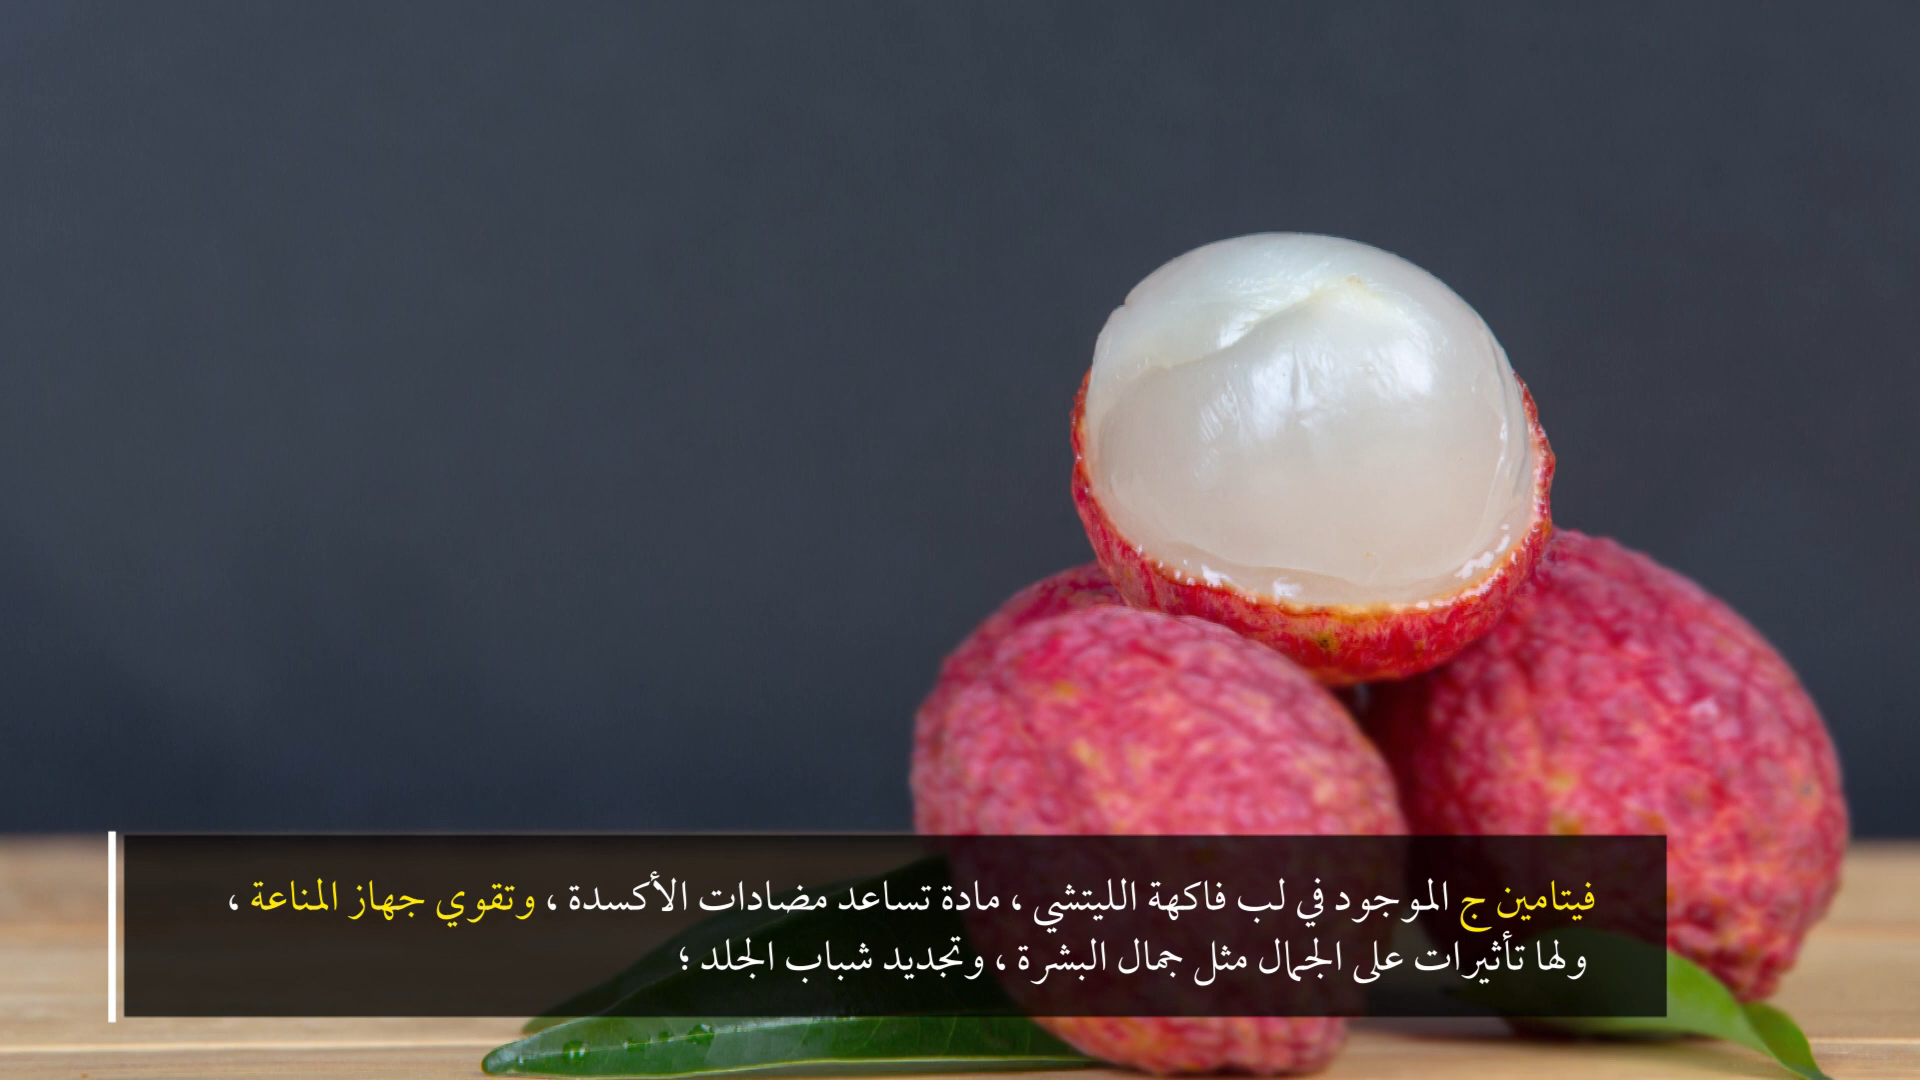 فيتامين ج الموجود في لب فاكهة الليتشي ، مادة تساعد مضادات الأكسدة ، وتقوي جهاز المناعة ،
ولها تأثيرات على الجمال مثل جمال البشرة ، وتجديد شباب الجلد ؛